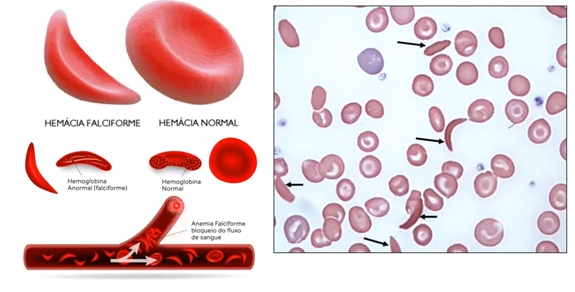 HEMÁCIA FALCIFORME
HEMÁCIA NORMAL
Hemoglobina
Anormal (falciforme)
Hemoglobina
Normal
Anemia Falciforme
bloqueio do fluxo
de sangue